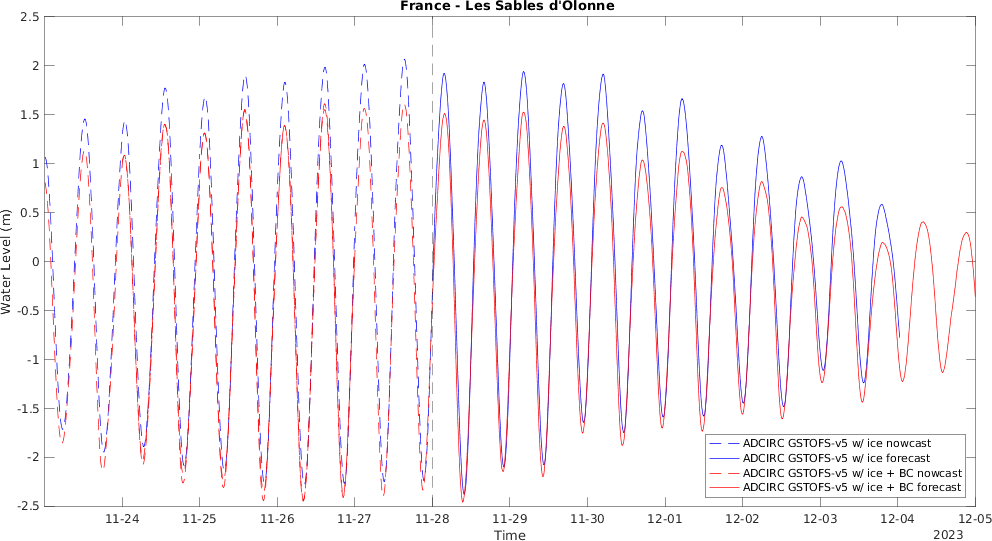 France - Les Sables d'Olonne
2.5
2
1.5
1
0.5
0
-0.5
-1
-1.5
-2
-2.5
Water Level (m)
11-24 11-25 11-26 11-27 11-28 11-29 11-30 12-01 12-02 12-03 12-04 12-05
Time
2023
ADCIRC GSTOFS-v5 w/ ice nowcast
ADCIRC GSTOFS-v5 w/ ice forecast
ADCIRC GSTOFS-v5 w/ ice + BC nowcast
ADCIRC GSTOFS-v5 w/ ice + BC forecast